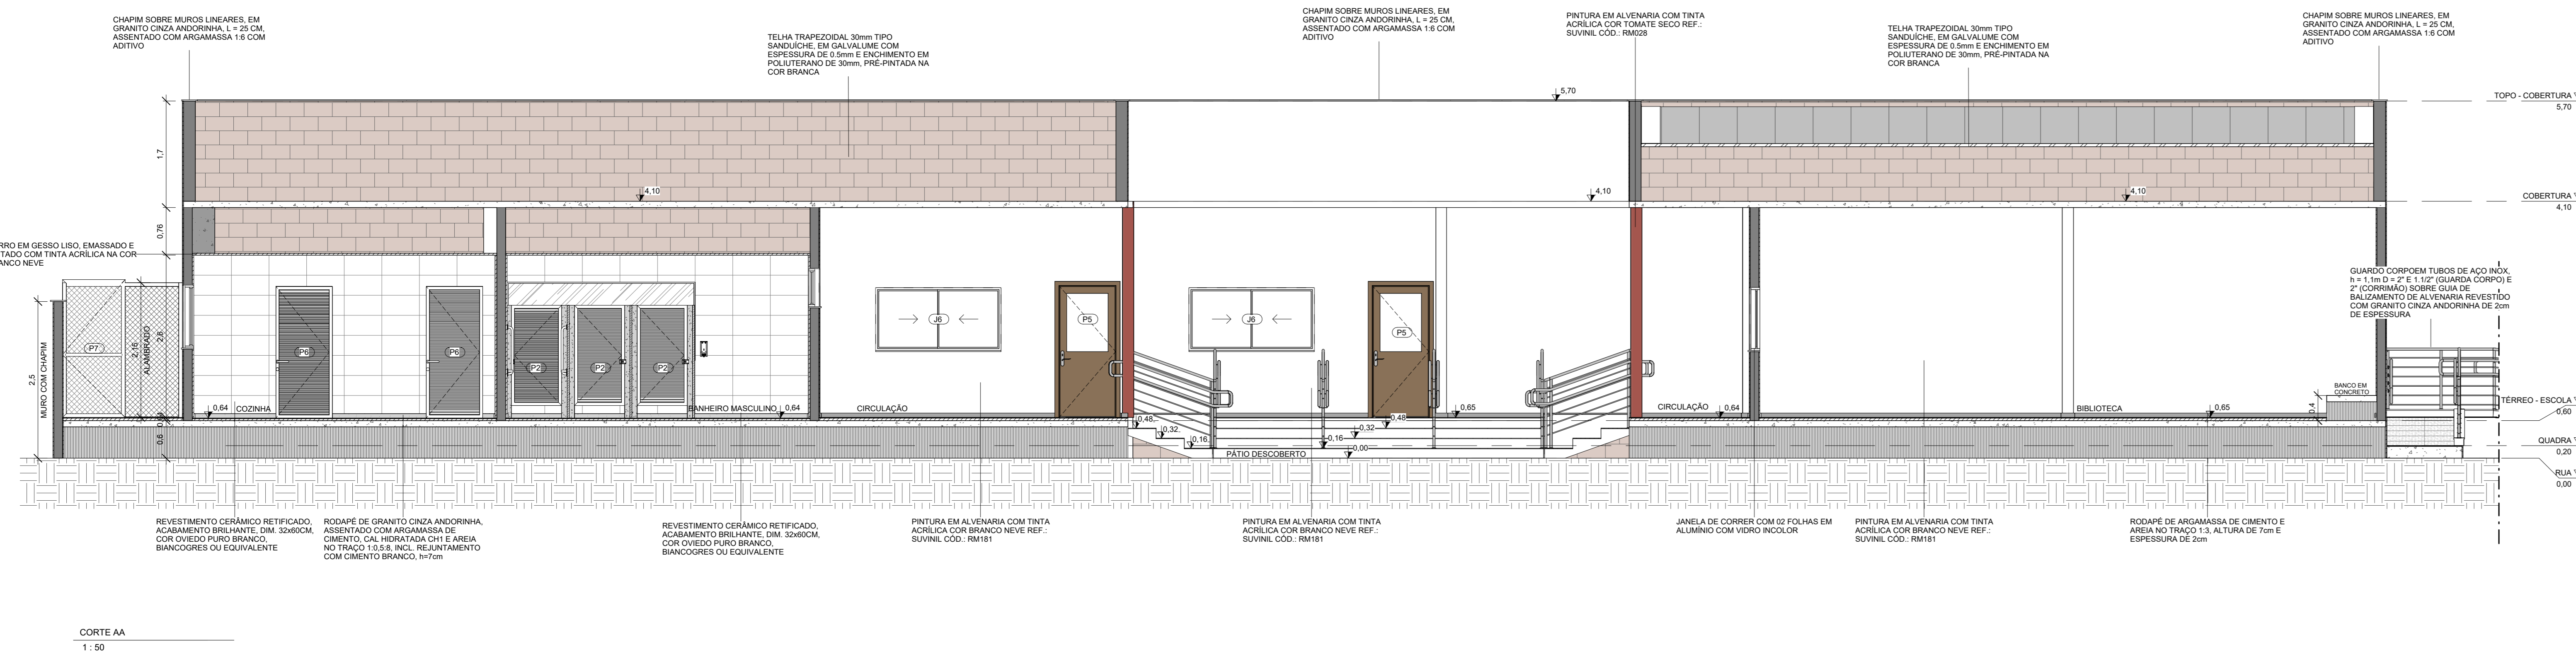 CHAPIM SOBRE MUROS LINEARES, EM
GRANITO CINZA ANDORINHA, L = 25 CM,
ASSENTADO COM ARGAMASSA 1:6 COM
ADITIVO
TELHA TRAPEZOIDAL 30mm TIPO
SANDUÍCHE, EM GALVALUME COM
ESPESSURA DE 0.5mm E ENCHIMENTO EM
POLIUTERANO DE 30mm, PRÉ-PINTADA NA
COR BRANCA
CHAPIM SOBRE MUROS LINEARES, EM
GRANITO CINZA ANDORINHA, L = 25 CM,
ASSENTADO COM ARGAMASSA 1:6 COM
ADITIVO
PINTURA EM ALVENARIA COM TINTA
ACRÍLICA COR TOMATE SECO REF.:
SUVINIL CÓD.: RM028
TELHA TRAPEZOIDAL 30mm TIPO
SANDUÍCHE, EM GALVALUME COM
ESPESSURA DE 0.5mm E ENCHIMENTO EM
POLIUTERANO DE 30mm, PRÉ-PINTADA NA
COR BRANCA
CHAPIM SOBRE MUROS LINEARES, EM
GRANITO CINZA ANDORINHA, L = 25 CM,
ASSENTADO COM ARGAMASSA 1:6 COM
ADITIVO
5,70
TOPO - COBERTURA
5,70
1,7
4,10
4,10
4,10
COBERTURA
4,10
0,76
RRO EM GESSO LISO, EMASSADO E
TADO COM TINTA ACRÍLICA NA COR
ANCO NEVE
GUARDO CORPOEM TUBOS DE AÇO INOX,
h = 1,1m D = 2" E 1.1/2" (GUARDA CORPO) E
2" (CORRIMÃO) SOBRE GUIA DE
BALIZAMENTO DE ALVENARIA REVESTIDO
COM GRANITO CINZA ANDORINHA DE 2cm
DE ESPESSURA
2,5
MURO COM CHAPIM
P7
2,15
ALAMBRADO
2,6
P6
P6
P2
P2
P2
J6
P5
J6
P5
0,6
0,64
COZINHA
BANHEIRO MASCULINO
0,64
CIRCULAÇÃO
0,48
0,32
0,16
0,48
0,32
0,16
0,00
PÁTIO DESCOBERTO
0,65
CIRCULAÇÃO
0,64
BIBLIOTECA
0,65
0,4
BANCO EM
CONCRETO
TÉRREO - ESCOLA
0,60
QUADRA
0,20
RUA
0,00
REVESTIMENTO CERÂMICO RETIFICADO,
ACABAMENTO BRILHANTE, DIM. 32x60CM,
COR OVIEDO PURO BRANCO,
BIANCOGRES OU EQUIVALENTE
RODAPÉ DE GRANITO CINZA ANDORINHA,
ASSENTADO COM ARGAMASSA DE
CIMENTO, CAL HIDRATADA CH1 E AREIA
NO TRAÇO 1:0,5:8, INCL. REJUNTAMENTO
COM CIMENTO BRANCO, h=7cm
REVESTIMENTO CERÂMICO RETIFICADO,
ACABAMENTO BRILHANTE, DIM. 32x60CM,
COR OVIEDO PURO BRANCO,
BIANCOGRES OU EQUIVALENTE
PINTURA EM ALVENARIA COM TINTA
ACRÍLICA COR BRANCO NEVE REF.:
SUVINIL CÓD.: RM181
PINTURA EM ALVENARIA COM TINTA
ACRÍLICA COR BRANCO NEVE REF.:
SUVINIL CÓD.: RM181
JANELA DE CORRER COM 02 FOLHAS EM
ALUMÍNIO COM VIDRO INCOLOR
PINTURA EM ALVENARIA COM TINTA
ACRÍLICA COR BRANCO NEVE REF.:
SUVINIL CÓD.: RM181
RODAPÉ DE ARGAMASSA DE CIMENTO E
AREIA NO TRAÇO 1:3, ALTURA DE 7cm E
ESPESSURA DE 2cm
CORTE AA
1 : 50